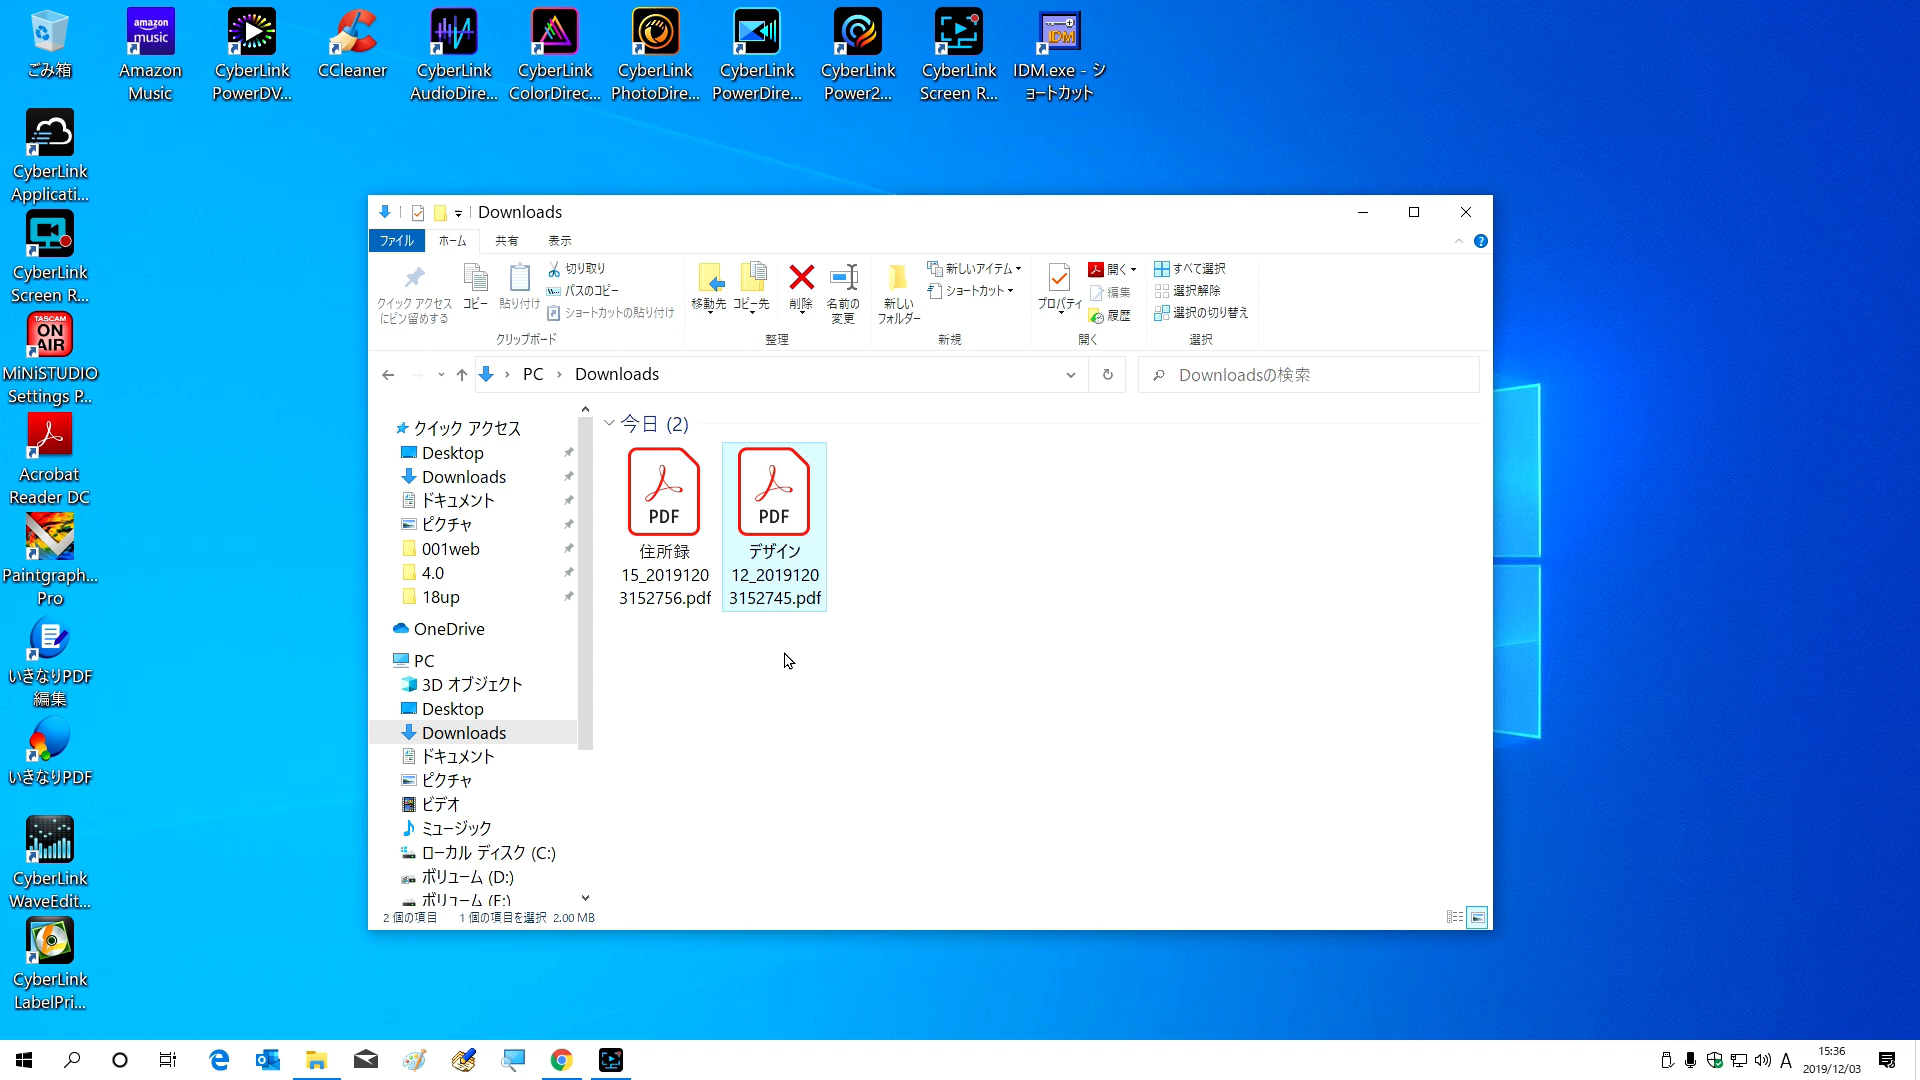 ごみ箱
amazon
music
Amazon
Music
CyberLink
PowerDV...
CCleaner
CyberLink
AudioDire...
CyberLink
ColorDirec...
CyberLink
PhotoDire...
CyberLink
PowerDire...
CyberLink
Power2...
CyberLink
Screen R...
IDM
IDM.exe - シ
ョートカット
CyberLink
Applicati...
CyberLink
Screen R...
TASCAM
ON
AIR
MiNiSTUDIO
Settings P...
Acrobat
Reader DC
Paintgraph...
Pro
いきなりPDF
編集
いきなりPDF
CyberLink
WaveEdit...
CyberLink
LabelPri...
Downloads
ファイル
ホーム
共有
表示
クイック アクセス
にピン留めする
コピー
貼り付け
切り取り
パスのコピー
ショートカットの貼り付け
クリップボード
移動先
コピー先
削除
名前の
変更
整理
新しい
フォルダー
新しいアイテム
ショートカット
新規
プロパティ
開く
編集
履歴
開く
すべて選択
選択解除
選択の切り替え
選択
PC
Downloads
Downloadsの検索
クイック アクセス
Desktop
Downloads
ドキュメント
ピクチャ
001web
4.0
18up
OneDrive
PC
3D オブジェクト
Desktop
Downloads
ドキュメント
ピクチャ
ビデオ
ミュージック
ローカル ディスク (C:)
ボリューム (D:)
ボリューム (E:)
今日 (2)
PDF
住所録
15_2019120
3152756.pdf
PDF
デザイン
12_2019120
3152745.pdf
2 個の項目
1 個の項目を選択 2.00 MB
A
15:36
2019/12/03